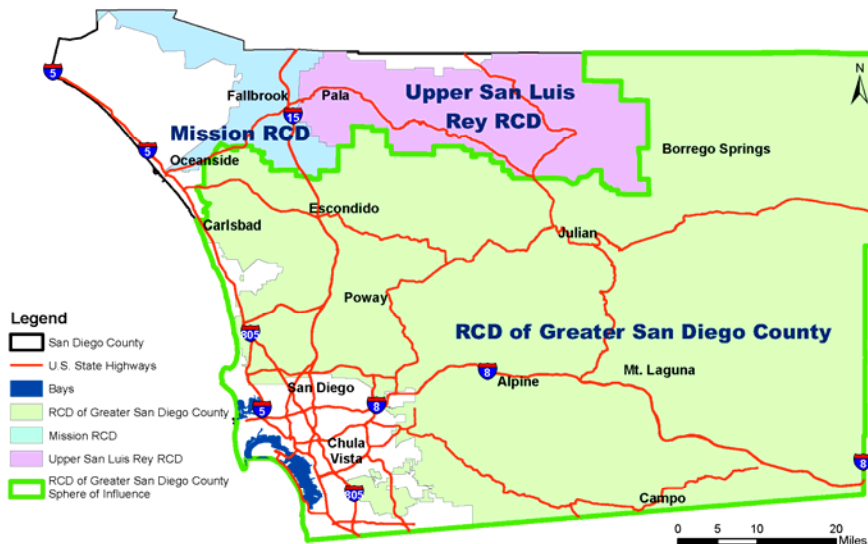 5
Fallbrook
Pala
Upper San Luis
Rey RCD
N
15
Mission RCD
5
Oceanside
Borrego Springs
Escondido
Carlsbad
Julian
Poway
Legend
San Diego County
U.S. State Highways
Bays
RCD of Greater San Diego County
Mission RCD
Upper San Luis Rey RCD
RCD of Greater San Diego County
Sphere of Influence
805
RCD of Greater San Diego County
San Diego
8
Alpine
Mt. Laguna
5
8
Chula
Vista
8
805
Campo
0 5 10 20
Miles